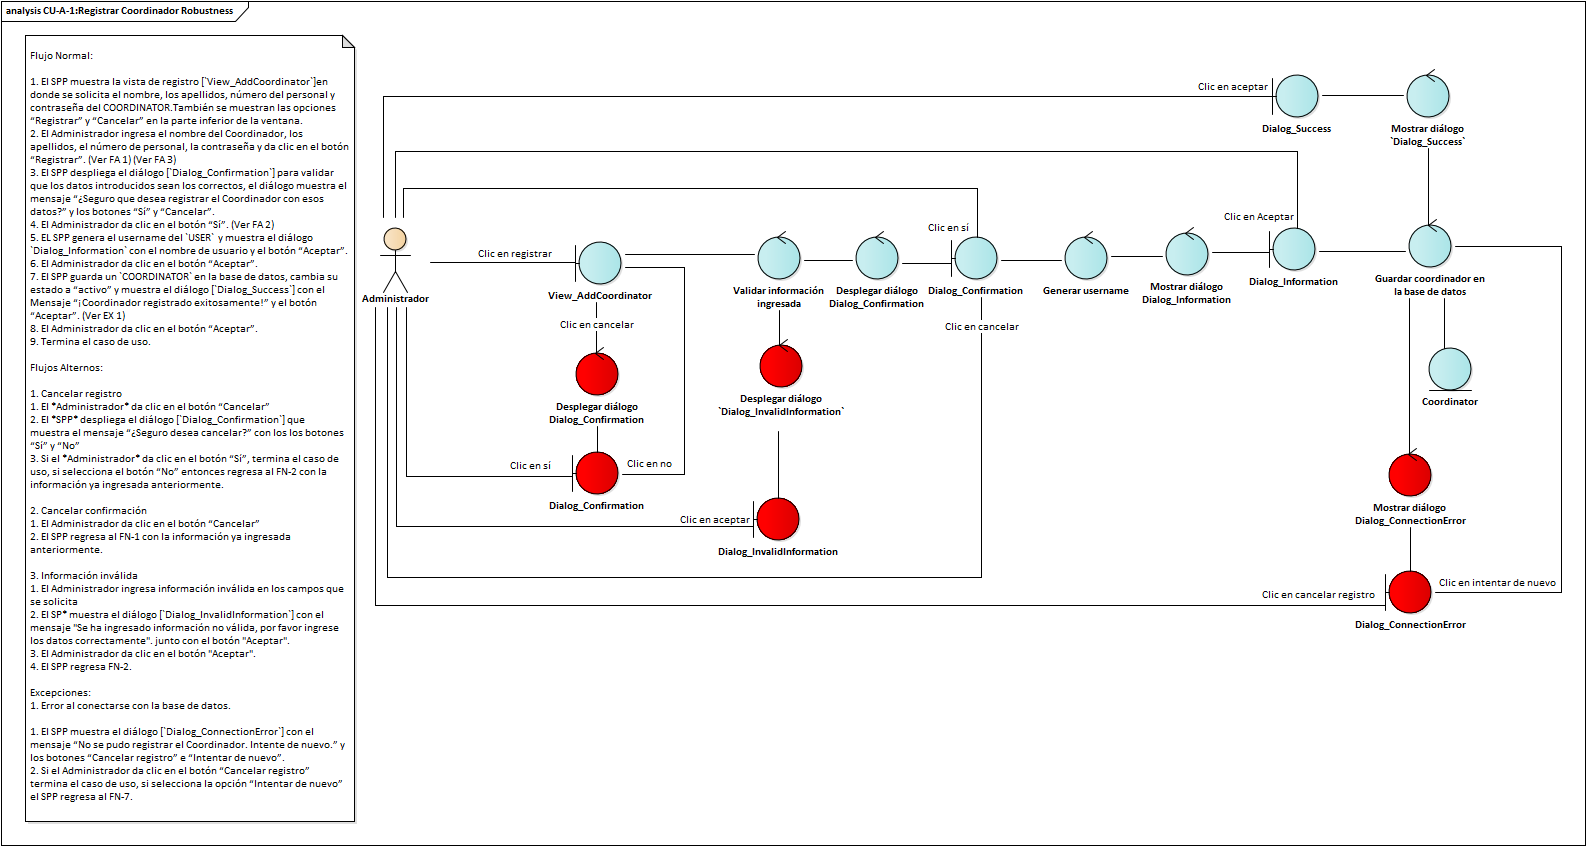 analysis CU-A-1:Registrar Coordinador Robustness
Flujo Normal:
1. El SPP muestra la vista de registro [`View_AddCoordinator`]en
donde se solicita el nombre, los apellidos, número del personal y
contraseña del COORDINATOR.También se muestran las opciones
“Registrar” y “Cancelar” en la parte inferior de la ventana.
2. El Administrador ingresa el nombre del Coordinador, los
apellidos, el número de personal, la contraseña y da clic en el botón
“Registrar”. (Ver FA 1) (Ver FA 3)
3. El SPP despliega el diálogo [`Dialog_Confirmation`] para validar
que los datos introducidos sean los correctos, el diálogo muestra el
mensaje “¿Seguro que desea registrar el Coordinador con esos
datos?” y los botones “Sí” y “Cancelar”.
4. El Administrador da clic en el botón “Sí”. (Ver FA 2)
5. EL SPP genera el username del `USER` y muestra el diálogo
`Dialog_Information` con el nombre de usuario y el botón “Aceptar”.
6. El Administrador da clic en el botón “Aceptar”.
7. El SPP guarda un `COORDINATOR` en la base de datos, cambia su
estado a “activo” y muestra el diálogo [`Dialog_Success`] con el
Mensaje “¡Coordinador registrado exitosamente!” y el botón
“Aceptar”. (Ver EX 1)
8. El Administrador da clic en el botón “Aceptar”.
9. Termina el caso de uso.
Flujos Alternos:
1. Cancelar registro
1. El *Administrador* da clic en el botón “Cancelar”
2. El *SPP* despliega el diálogo [`Dialog_Confirmation`] que
muestra el mensaje “¿Seguro desea cancelar?” con los los botones
“Sí” y “No”
3. Si el *Administrador* da clic en el botón “Sí”, termina el caso de
uso, si selecciona el botón “No” entonces regresa al FN-2 con la
información ya ingresada anteriormente.
2. Cancelar confirmación
1. El Administrador da clic en el botón “Cancelar”
2. El SPP regresa al FN-1 con la información ya ingresada
anteriormente.
3. Información inválida
1. El Administrador ingresa información inválida en los campos que
se solicita
2. El SP* muestra el diálogo [`Dialog_InvalidInformation`] con el
mensaje "Se ha ingresado información no válida, por favor ingrese
los datos correctamente". junto con el botón "Aceptar".
3. El Administrador da clic en el botón "Aceptar".
4. El SPP regresa FN-2.
Excepciones:
1. Error al conectarse con la base de datos.
1. El SPP muestra el diálogo [`Dialog_ConnectionError`] con el
mensaje “No se pudo registrar el Coordinador. Intente de nuevo.” y
los botones “Cancelar registro” e “Intentar de nuevo”.
2. Si el Administrador da clic en el botón “Cancelar registro”
termina el caso de uso, si selecciona la opción “Intentar de nuevo”
el SPP regresa al FN-7.
Clic en aceptar
Dialog_Success
Mostrar diálogo
`Dialog_Success`
Administrador
Clic en registrar
View_AddCoordinator
Validar información
ingresada
Desplegar diálogo
Dialog_Confirmation
Clic en sí
Dialog_Confirmation
Generar username
Mostrar diálogo
Dialog_Information
Clic en Aceptar
Dialog_Information
Guardar coordinador en
la base de datos
Clic en cancelar
Clic en cancelar
Desplegar diálogo
Dialog_Confirmation
Desplegar diálogo
`Dialog_InvalidInformation`
Coordinator
Clic en sí
Clic en no
Dialog_Confirmation
Clic en aceptar
Dialog_InvalidInformation
Mostrar diálogo
Dialog_ConnectionError
Clic en intentar de nuevo
Clic en cancelar registro
Dialog_ConnectionError